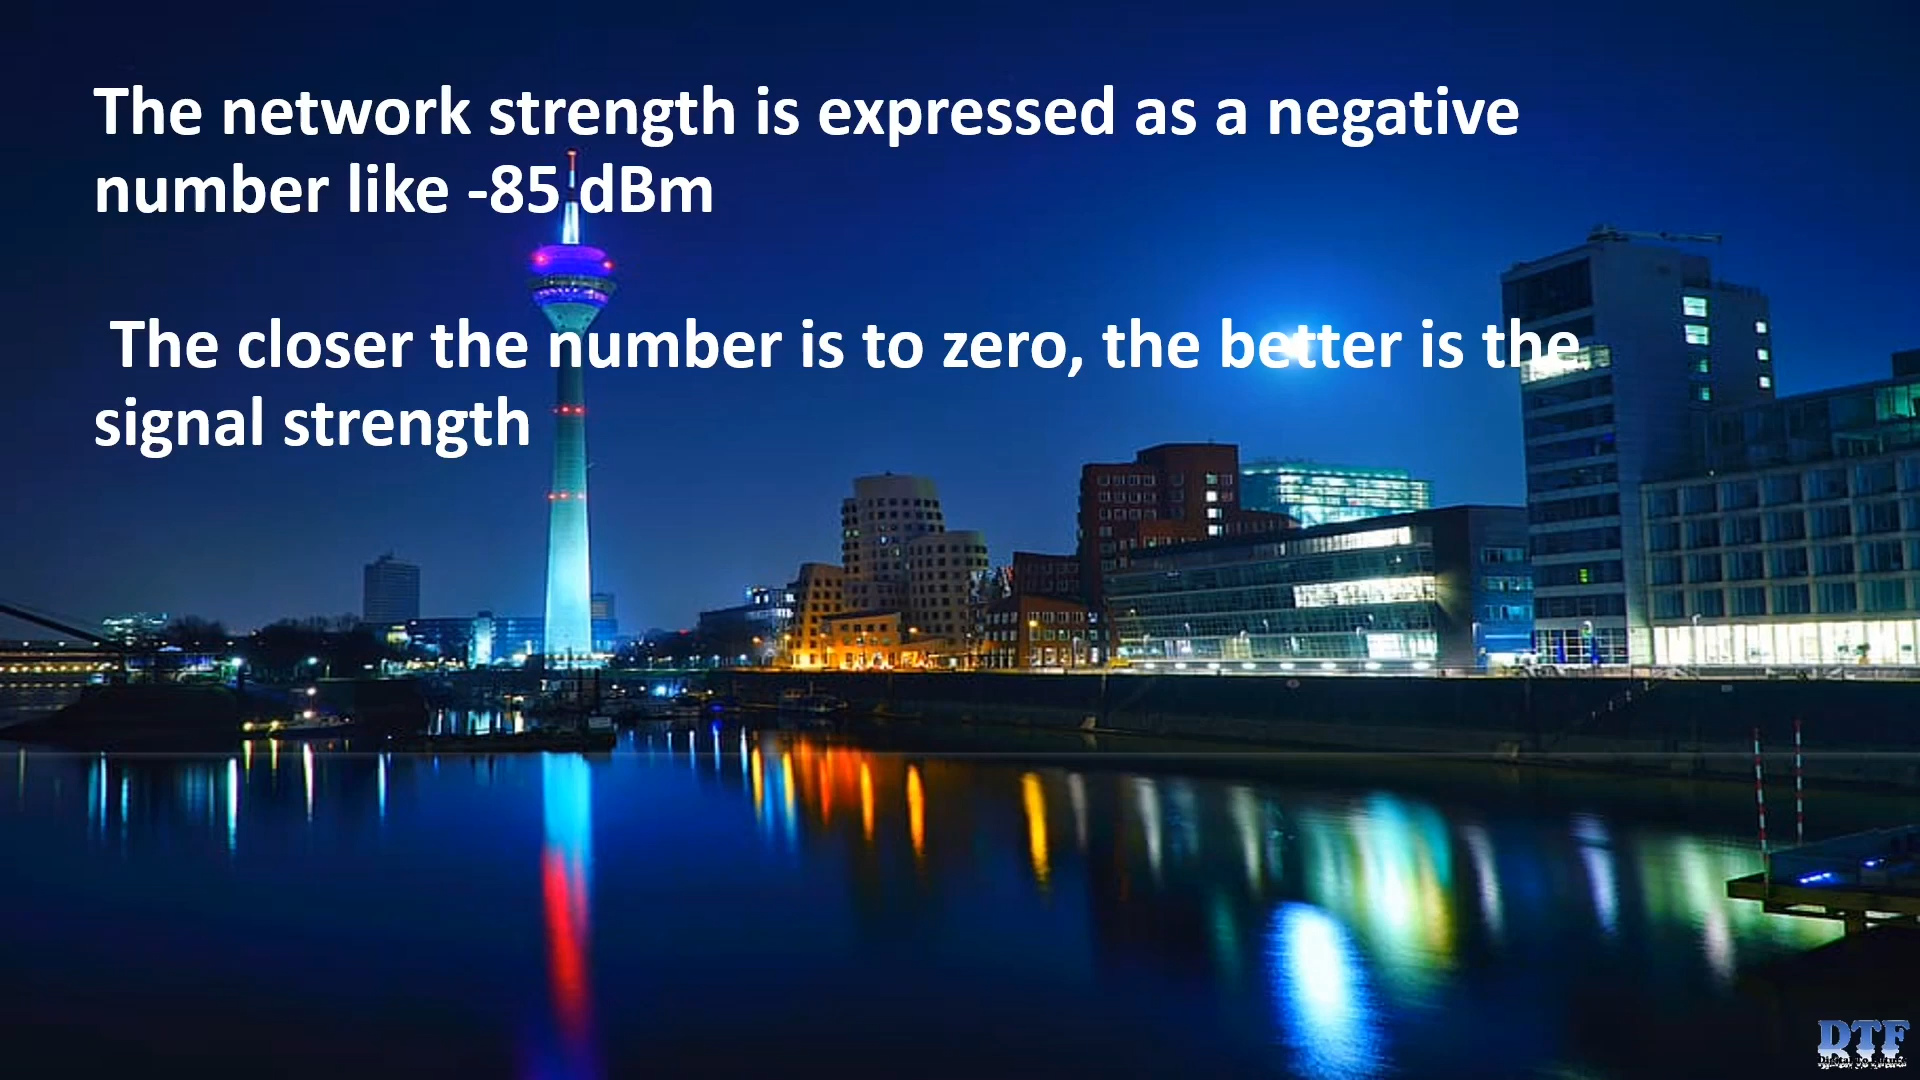 The network strength is expressed as a negative
number like -85 dBm
The closer the number is to zero, the better is the
signal strength
DTF